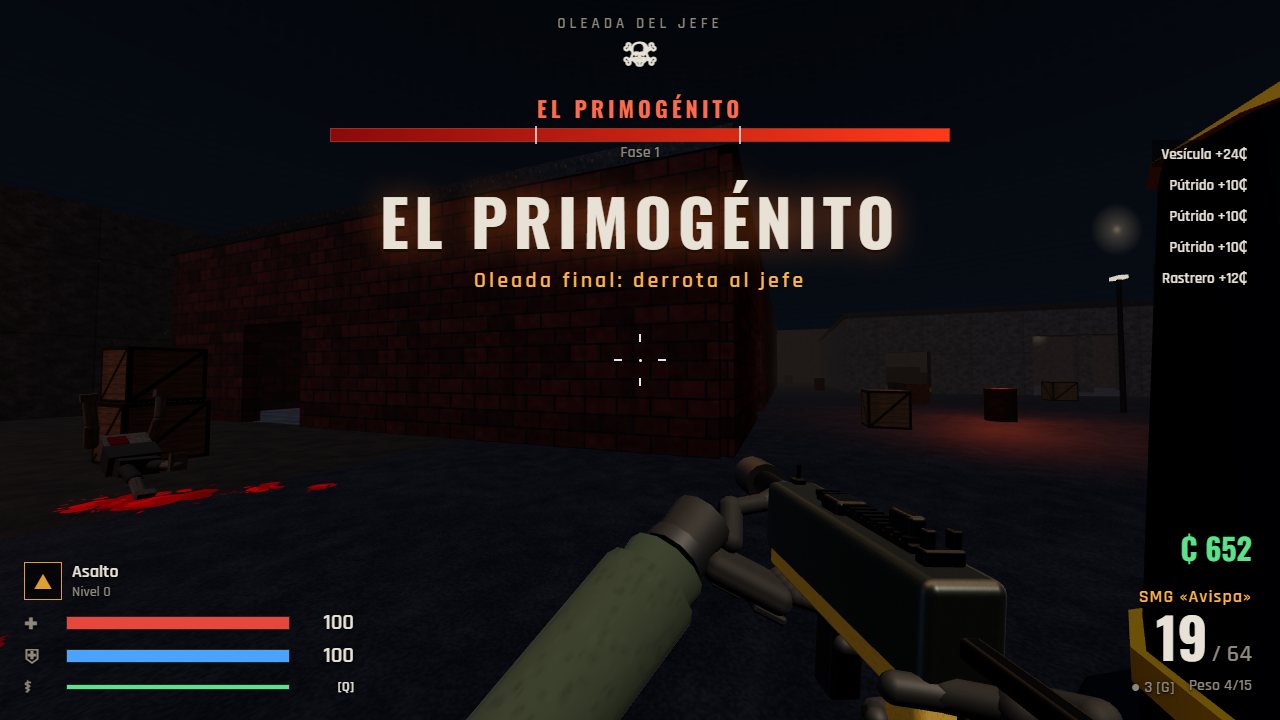 OLEADA DEL JEFE
EL PRIMOGÉNITO
Fase 1
EL PRIMOGÉNITO
Oleada final: derrota al jefe
Vesícula +24₵
Pútrido +10₵
Pútrido +10₵
Pútrido +10₵
Rastrero +12₵
Asalto
Nivel 0
100
100
[Q]
₵ 652
SMG «Avispa»
19 / 64
3 [G] Peso 4/15